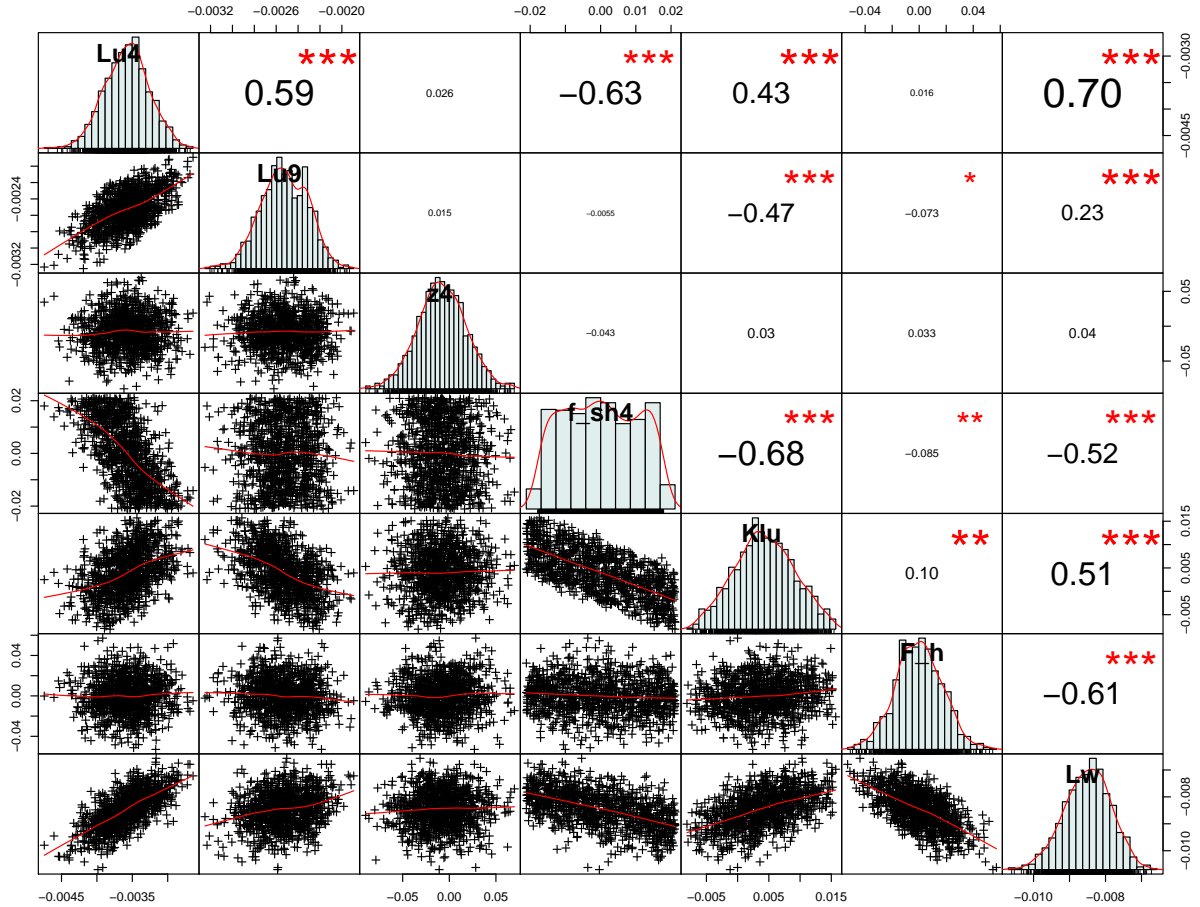 −0.0032 −0.0026 −0.0020 −0.02 0.00 0.01 0.02 −0.04 0.00 0.04
Lu4 0.59 *** 0.026 −0.63 *** 0.43 *** 0.016 0.70 ***
−0.0045 −0.0030
−0.0032 −0.0024
Lu9 0.015 −0.0055 −0.47 *** −0.073 * 0.23 ***
z4 −0.043 0.03 0.033 0.04
−0.05 0.05
−0.02 0.00 0.02
f_sh4 −0.68 *** −0.085 ** −0.52 ***
Klu 0.10 ** 0.51 ***
−0.005 0.005 0.015
−0.04 0.00 0.04
−0.61 ***
Lw
−0.010 −0.008
−0.0045 −0.0035 −0.05 0.00 0.05 −0.005 0.005 0.015 −0.010 −0.008